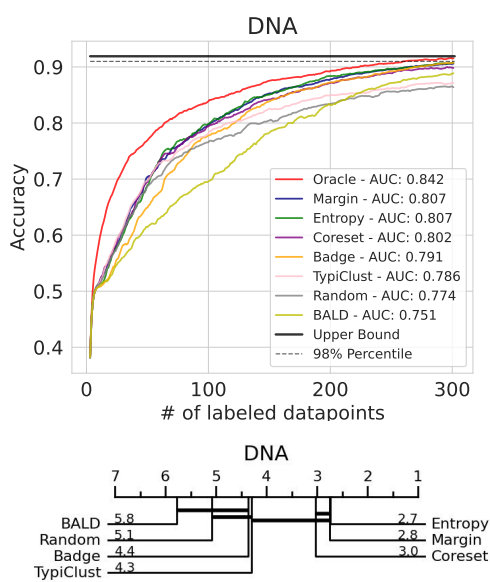 DNA
0.9
0.8
0.7
0.6
0.5
0.4
Accuracy
Oracle - AUC: 0.842
Margin - AUC: 0.807
Entropy - AUC: 0.807
Coreset - AUC: 0.802
Badge - AUC: 0.791
TypiClust - AUC: 0.786
Random - AUC: 0.774
BALD - AUC: 0.751
Upper Bound
98% Percentile
0 100 200 300
# of labeled datapoints
DNA
7 6 5 4 3 2 1
BALD 5.8 2.7 Entropy
Random 5.1 2.8 Margin
Badge 4.4 3.0 Coreset
TypiClust 4.3